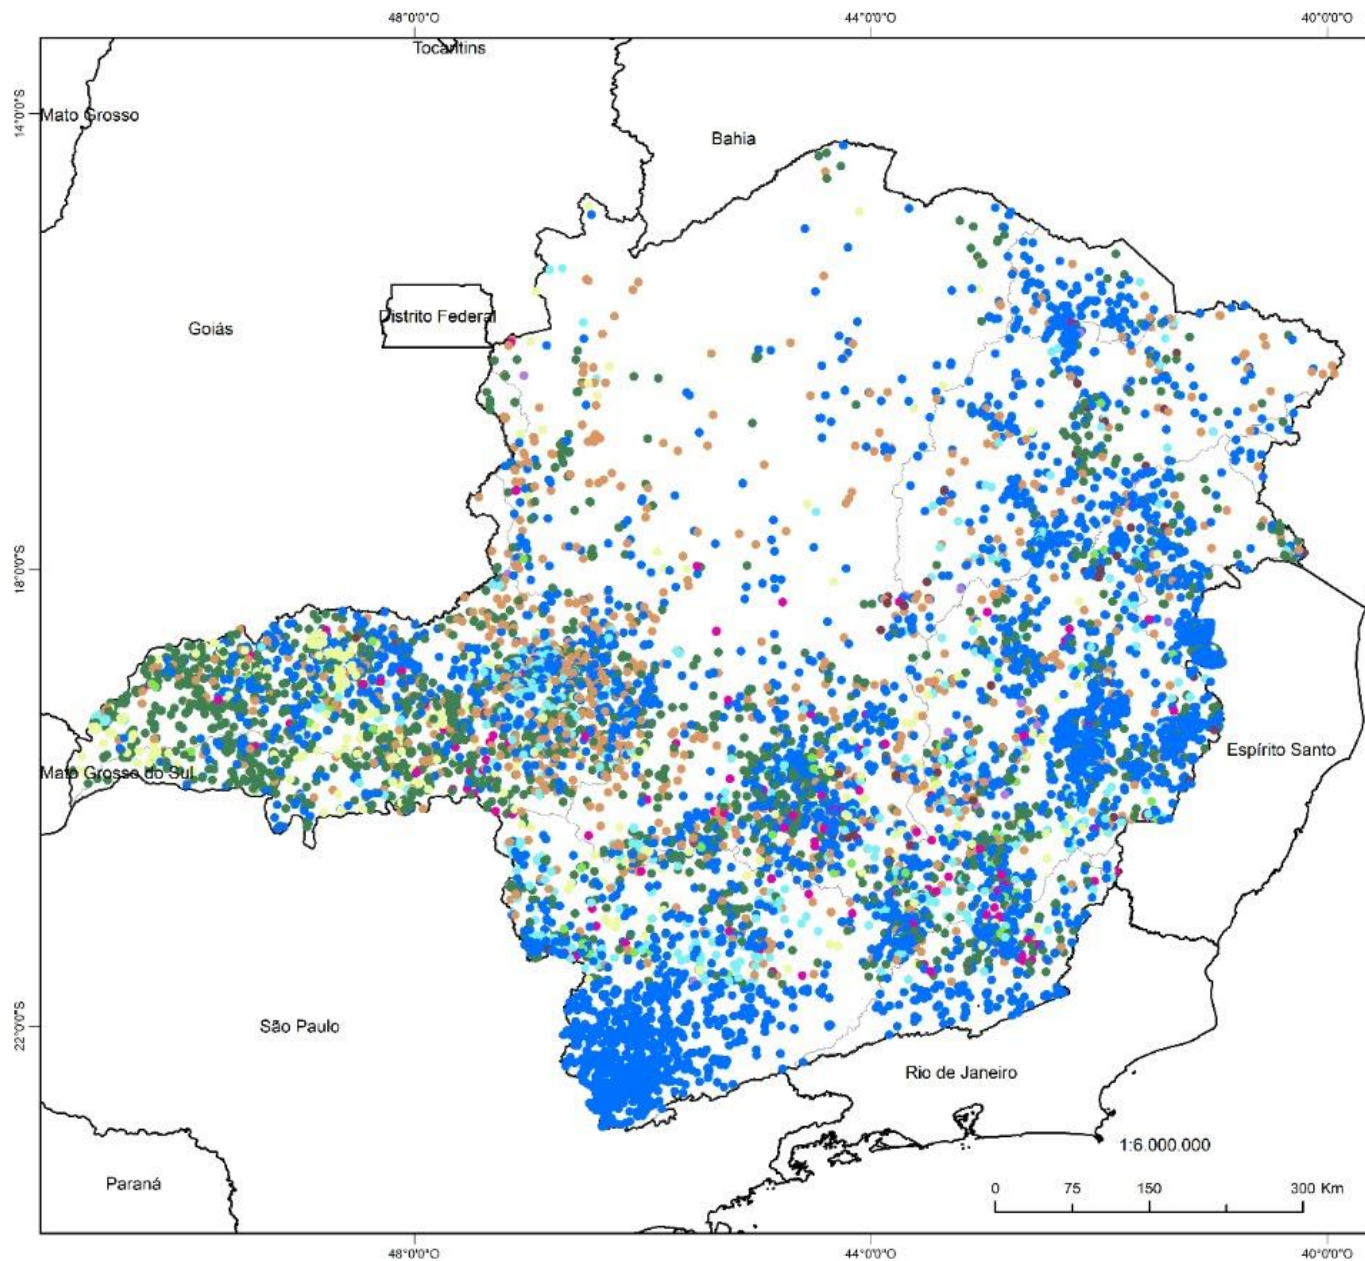 48°0'0"O 44°0'0"O 40°0'0"O
Tocantins
14°0'0"S
Mato Grosso
Bahia
Goiás
Distrito Federal
18°0'0"S
Espírito Santo
Mato Grosso do Sul
22°0'0"S
São Paulo
Rio de Janeiro
1:6.000.000
Paraná
0 75 150 300 Km
48°0'0"O 44°0'0"O 40°0'0"O